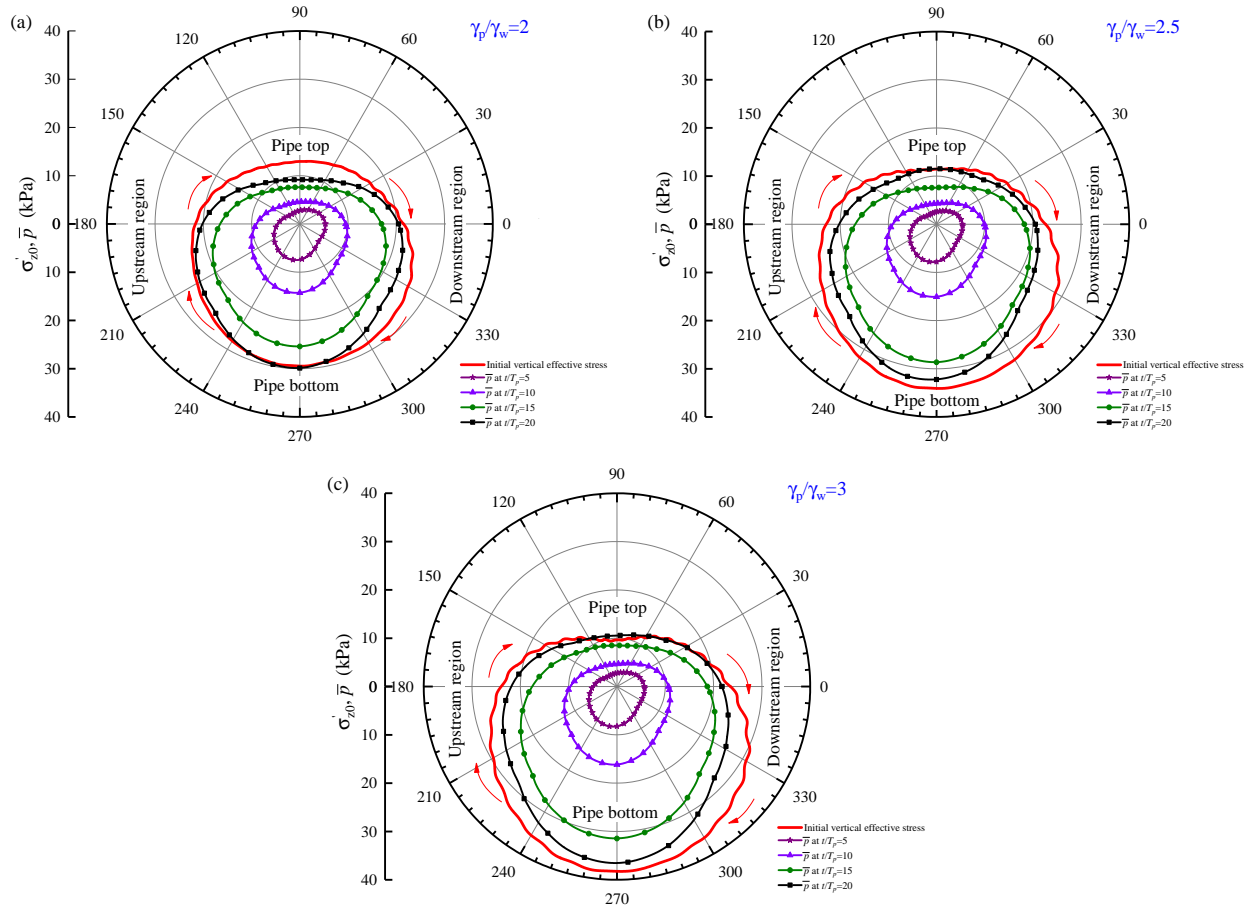 (a)
γp/γw=2
90
120
60
150
30
180
0
210
330
240
300
270
40
30
20
10
0
10
20
30
40
σ'z0, p̅ (kPa)
Upstream region
Downstream region
Pipe top
Pipe bottom
Initial vertical effective stress
p̅ at t/Tp=5
p̅ at t/Tp=10
p̅ at t/Tp=15
p̅ at t/Tp=20
(b)
γp/γw=2.5
90
120
60
150
30
180
0
210
330
240
300
270
40
30
20
10
0
10
20
30
40
σ'z0, p̅ (kPa)
Upstream region
Downstream region
Pipe top
Pipe bottom
Initial vertical effective stress
p̅ at t/Tp=5
p̅ at t/Tp=10
p̅ at t/Tp=15
p̅ at t/Tp=20
(c)
γp/γw=3
90
120
60
150
30
180
0
210
330
240
300
270
40
30
20
10
0
10
20
30
40
σ'z0, p̅ (kPa)
Upstream region
Downstream region
Pipe top
Pipe bottom
Initial vertical effective stress
p̅ at t/Tp=5
p̅ at t/Tp=10
p̅ at t/Tp=15
p̅ at t/Tp=20